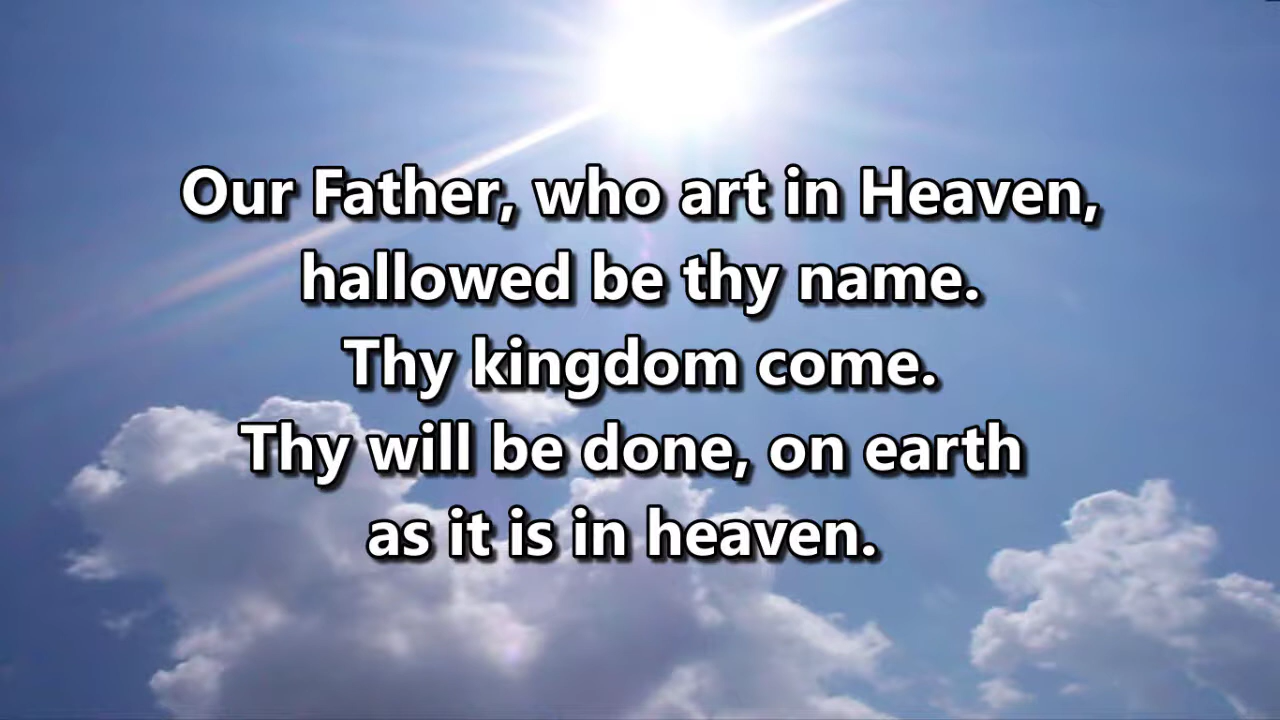 Our Father, who art in Heaven,
hallowed be thy name.
Thy kingdom come.
Thy will be done, on earth
as it is in heaven.